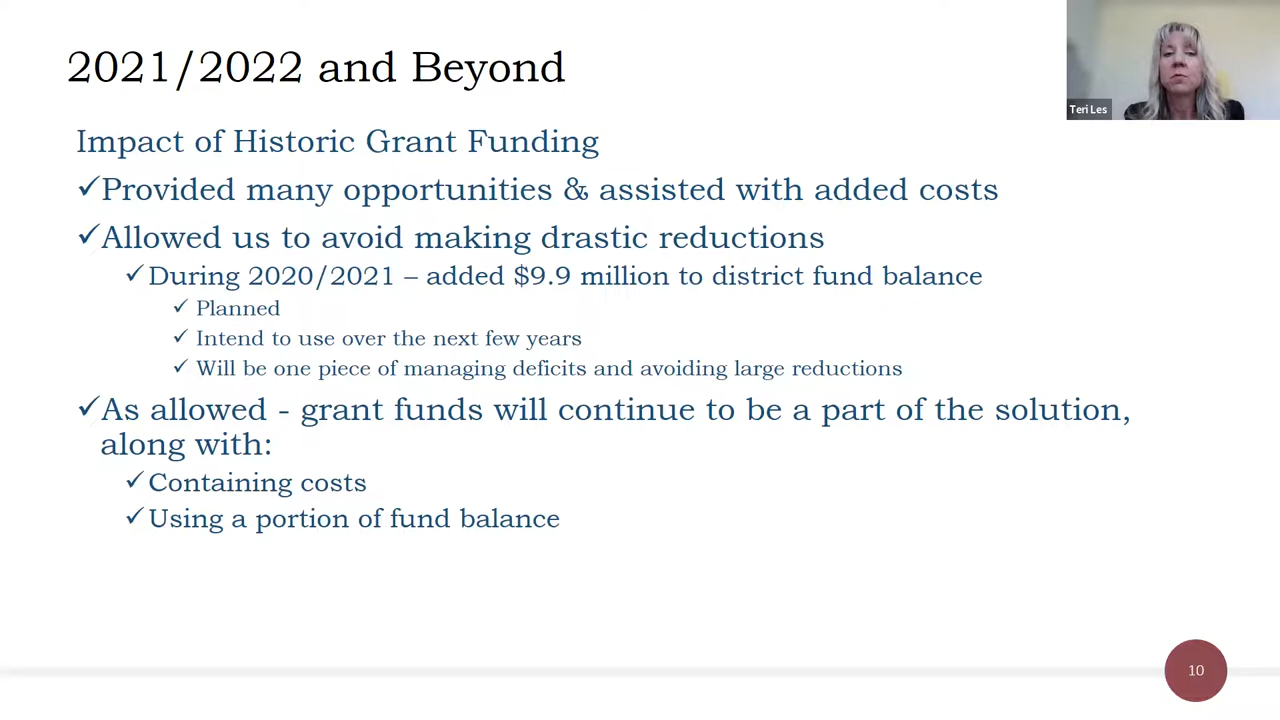 2021/2022 and Beyond
Teri Les
Impact of Historic Grant Funding
✓Provided many opportunities & assisted with added costs
✓Allowed us to avoid making drastic reductions
✓During 2020/2021 – added $9.9 million to district fund balance
✓ Planned
✓ Intend to use over the next few years
✓ Will be one piece of managing deficits and avoiding large reductions
✓As allowed - grant funds will continue to be a part of the solution,
along with:
✓Containing costs
✓Using a portion of fund balance
10